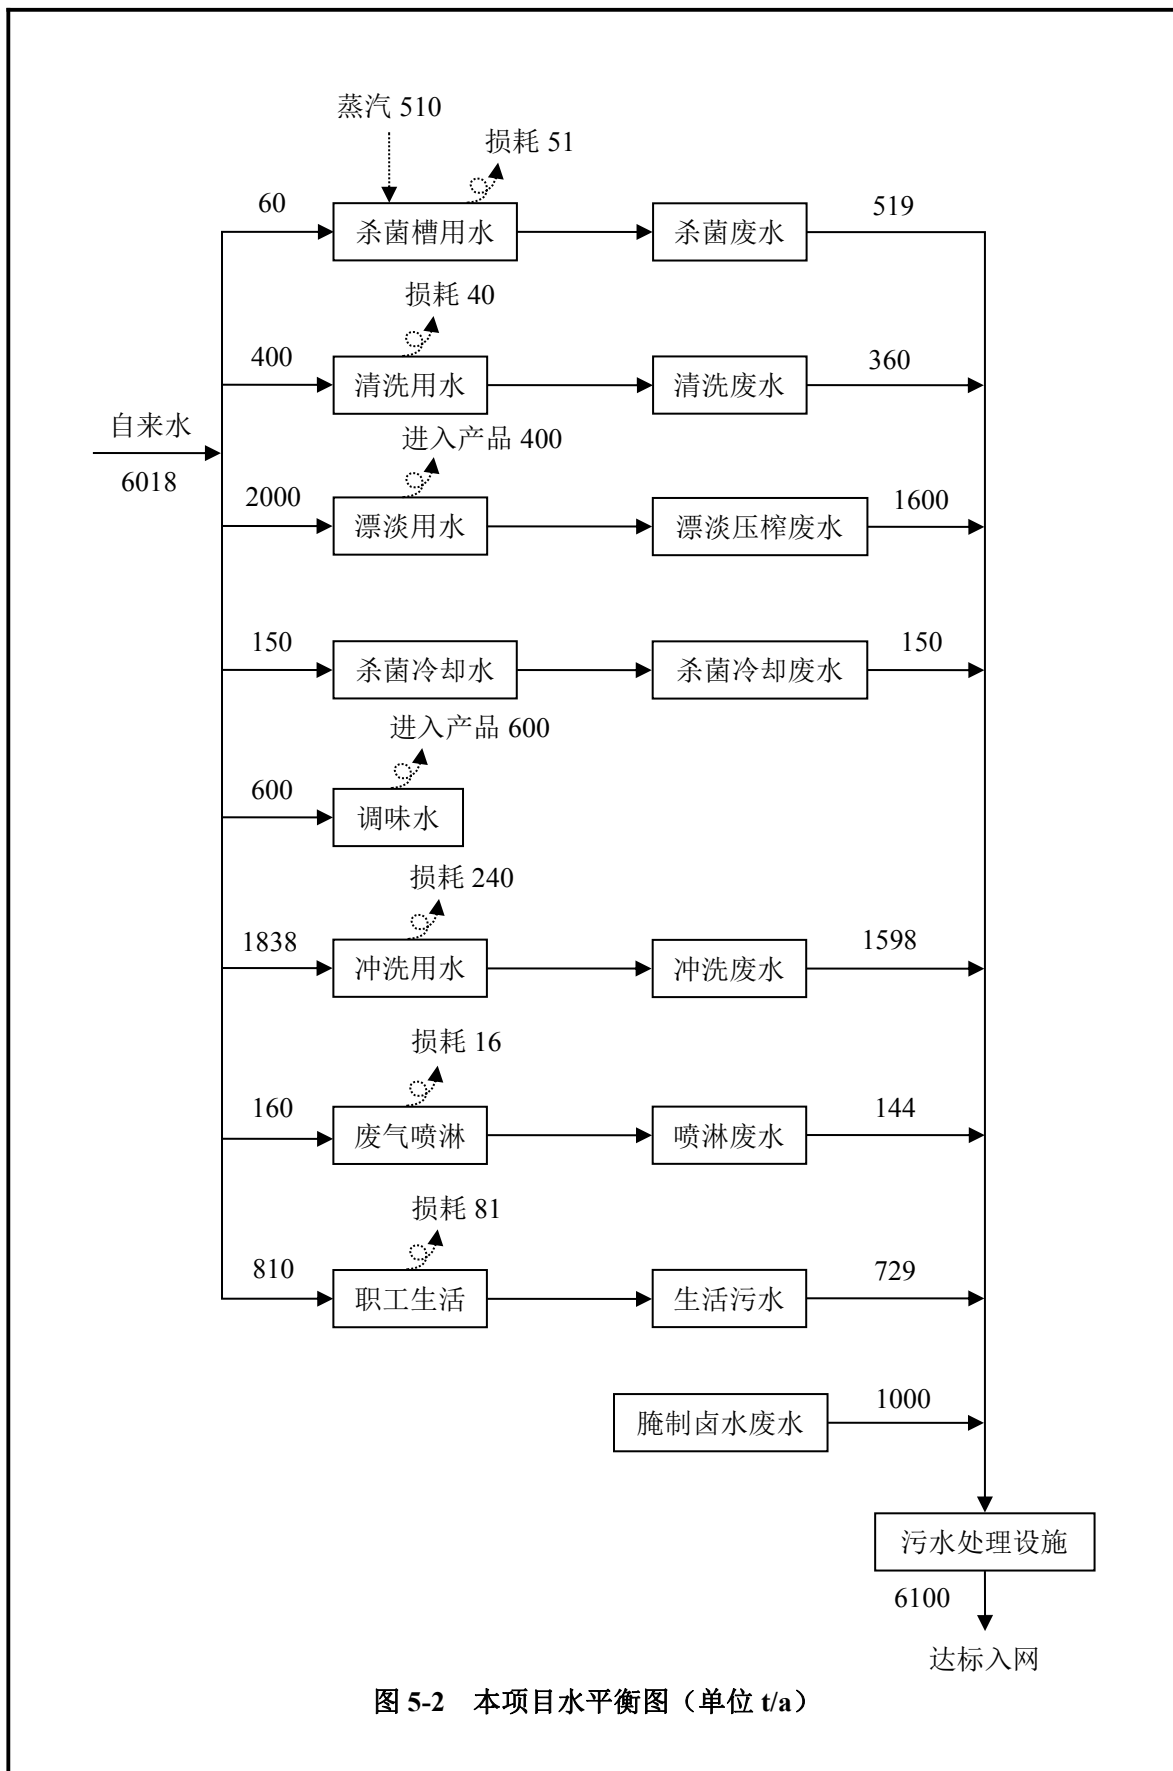 蒸汽 510
损耗 51
60
杀菌槽用水
杀菌废水
519
损耗 40
400
清洗用水
清洗废水
360
自来水
6018
进入产品 400
2000
漂淡用水
漂淡压榨废水
1600
150
杀菌冷却水
杀菌冷却废水
150
进入产品 600
600
调味水
损耗 240
1838
冲洗用水
冲洗废水
1598
损耗 16
160
废气喷淋
喷淋废水
144
损耗 81
810
职工生活
生活污水
729
腌制卤水废水
1000
污水处理设施
6100
达标入网
图 5-2 本项目水平衡图（单位 t/a）